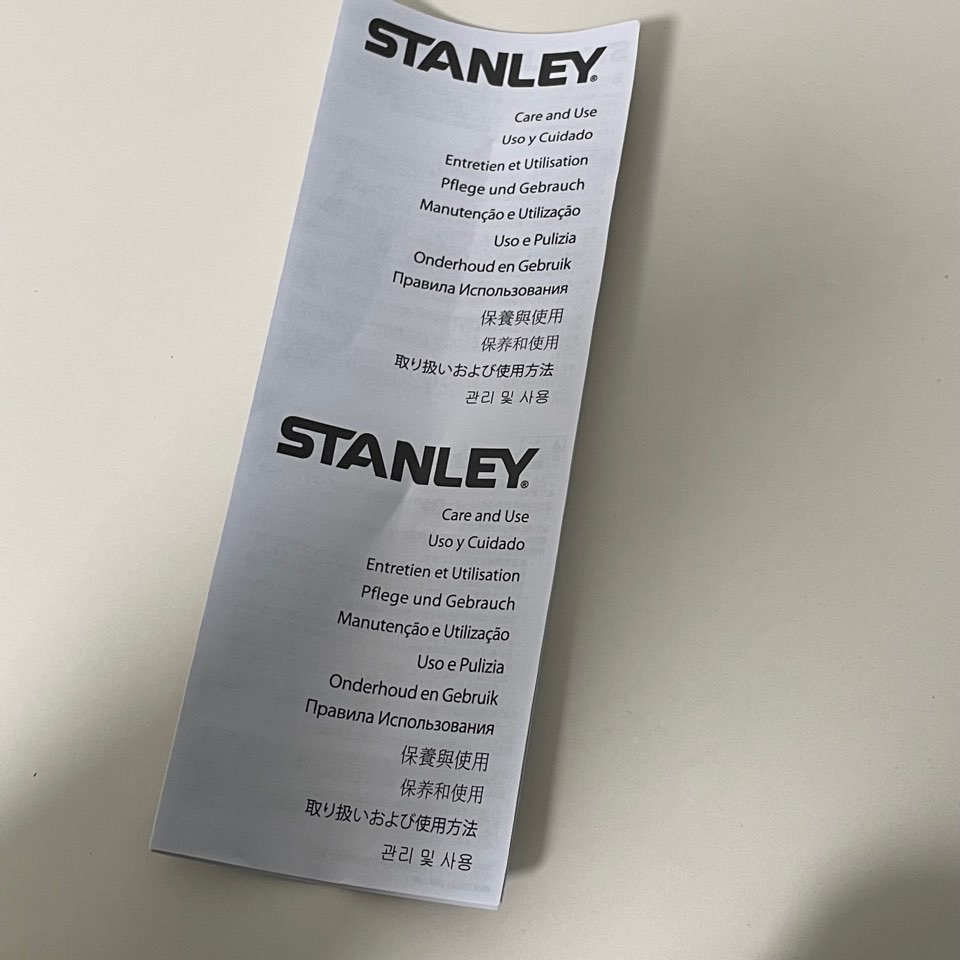 STANLEY®
Care and Use
Uso y Cuidado
Entretien et Utilisation
Pflege und Gebrauch
Manutenção e Utilização
Uso e Pulizia
Onderhoud en Gebruik
Правила Использования
保養與使用
保养和使用
取り扱いおよび使用方法
관리 및 사용
STANLEY®
Care and Use
Uso y Cuidado
Entretien et Utilisation
Pflege und Gebrauch
Manutenção e Utilização
Uso e Pulizia
Onderhoud en Gebruik
Правила Использования
保養與使用
保养和使用
取り扱いおよび使用方法
관리 및 사용